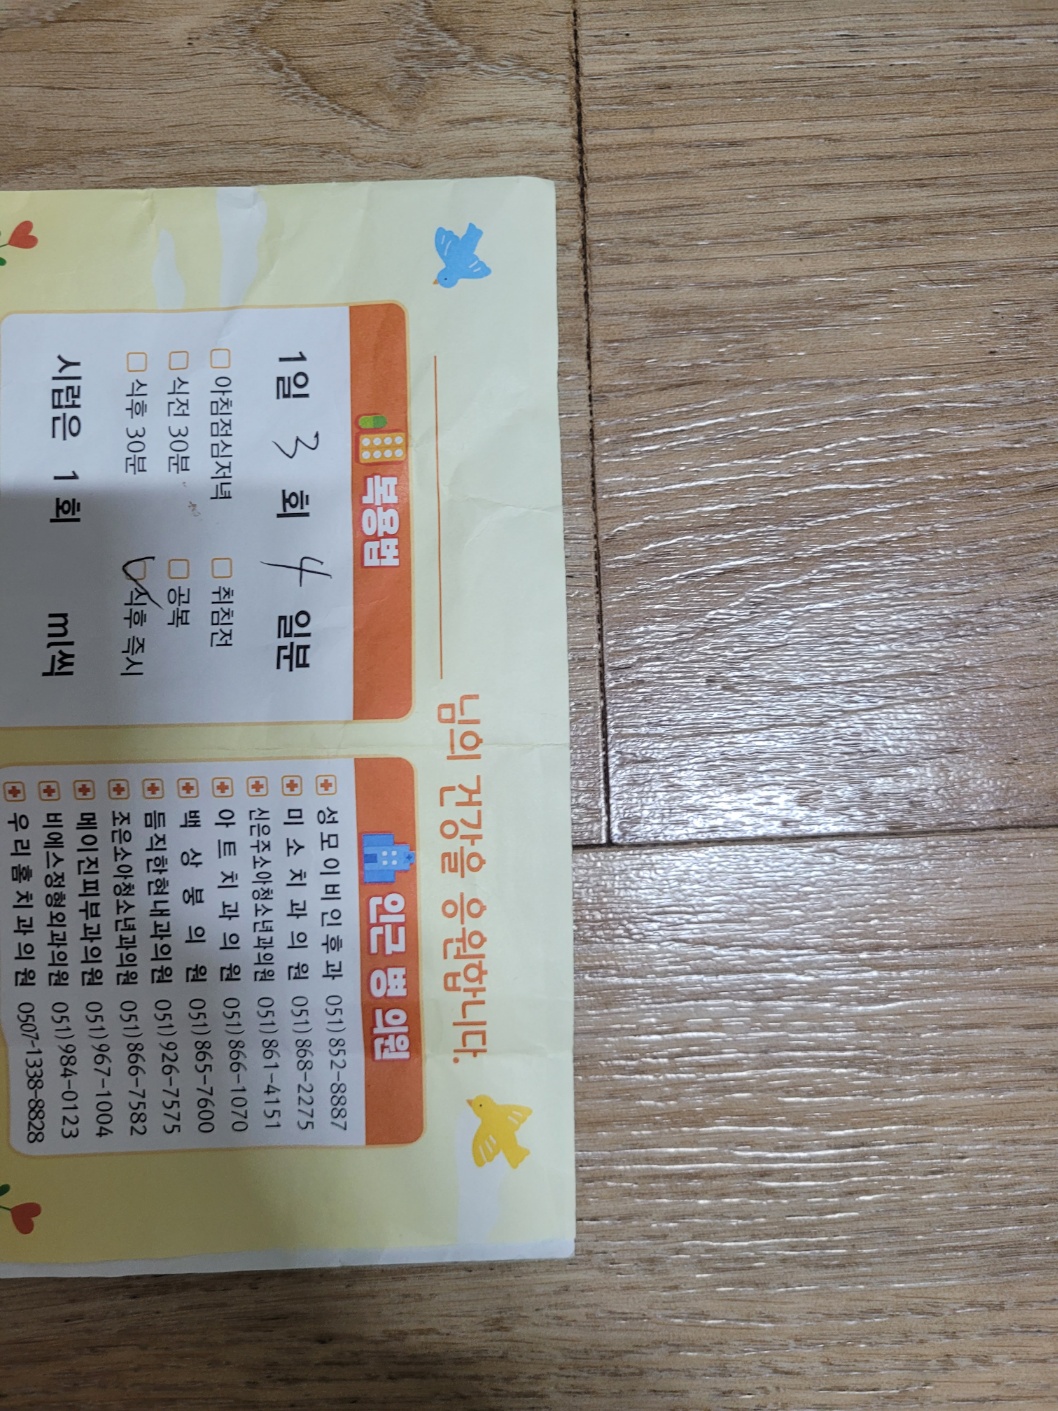 님의 건강을 응원합니다.
복용법
1일 3 회 4 일분
아침점심저녁 취침전
식전 30분 공복
식후 30분 식후 즉시
시럽은 1 회 ml씩
인근 병 의원
성모이비인후과 051)852-8887
미소치과의원 051)868-2275
신은주소아청소년과의원 051)861-4151
아트치과의원 051)866-1070
백상봉의원 051)865-7600
듬직한현내과의원 051)926-7575
조은소아청소년과의원 051)866-7582
메이진피부과의원 051)967-1004
비에스정형외과의원 051)984-0123
우리홈치과의원 0507-1338-8828